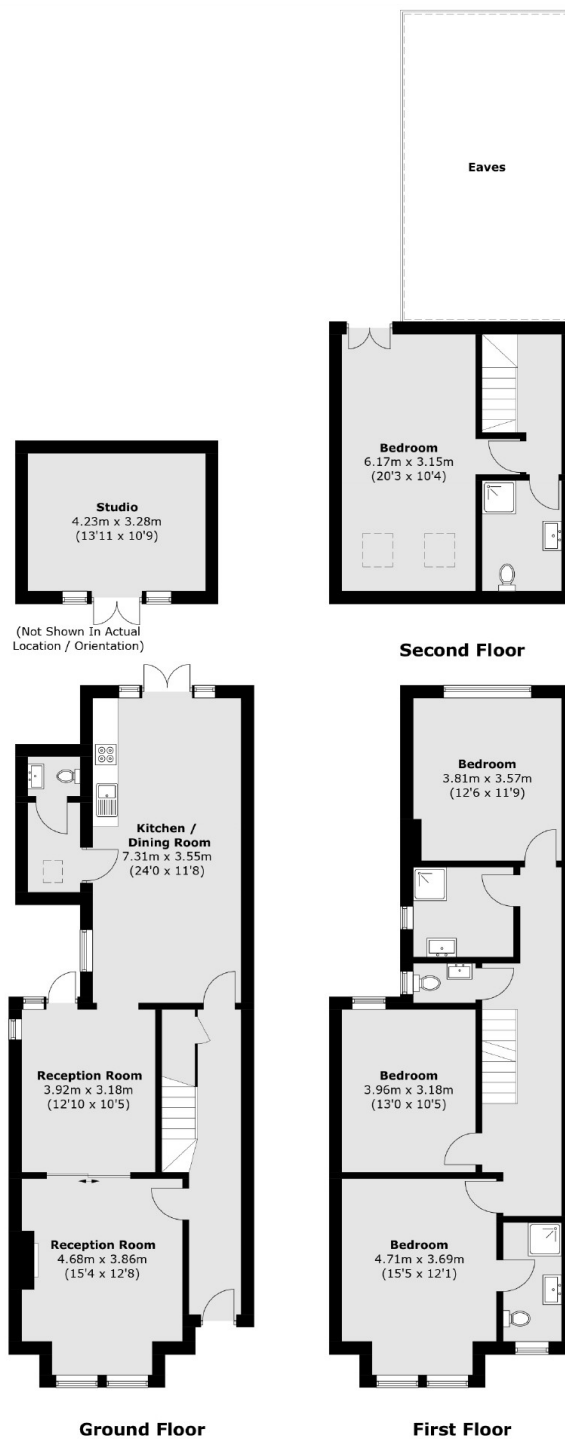 Eaves
Bedroom
6.17m x 3.15m
(20'3 x 10'4)
Second Floor
Studio
4.23m x 3.28m
(13'11 x 10'9)
(Not Shown In Actual
Location / Orientation)
Kitchen /
Dining Room
7.31m x 3.55m
(24'0 x 11'8)
Reception Room
3.92m x 3.18m
(12'10 x 10'5)
Reception Room
4.68m x 3.86m
(15'4 x 12'8)
Ground Floor
Bedroom
3.81m x 3.57m
(12'6 x 11'9)
Bedroom
3.96m x 3.18m
(13'0 x 10'5)
Bedroom
4.71m x 3.69m
(15'5 x 12'1)
First Floor